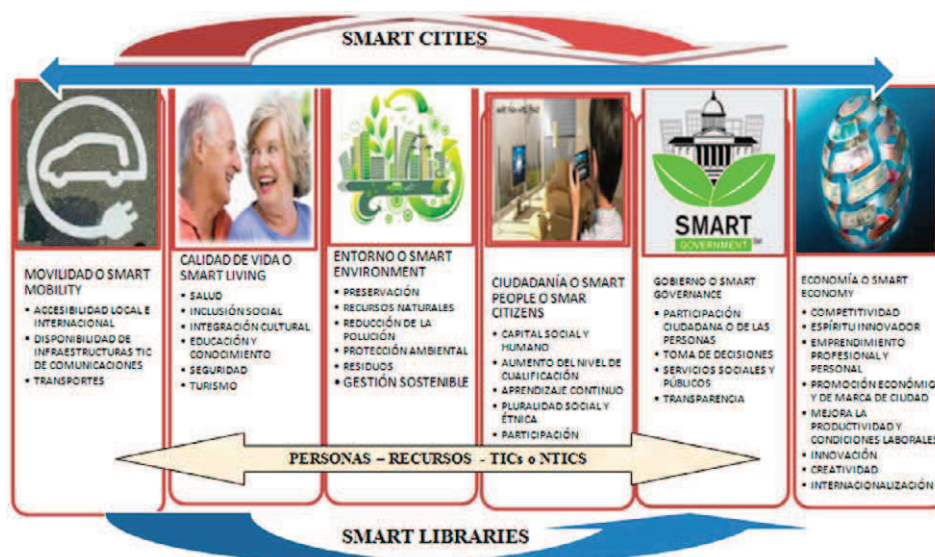 SMART CITIES
MOVILIDAD O SMART
MOBILITY
▪ ACCESIBILIDAD LOCAL E
INTERNACIONAL
▪ DISPONIBILIDAD DE
INFRAESTRUCTURAS TIC
DE COMUNICACIONES
▪ TRANSPORTES
CALIDAD DE VIDA O
SMART LIVING
▪ SALUD
▪ INCLUSIÓN SOCIAL
▪ INTEGRACIÓN CULTURAL
▪ EDUCACIÓN Y
CONOCIMIENTO
▪ SEGURIDAD
▪ TURISMO
ENTORNO O SMART
ENVIRONMENT
▪ PRESERVACIÓN
▪ RECURSOS NATURALES
▪ REDUCCIÓN DE LA
POLUCIÓN
▪ PROTECCIÓN AMBIENTAL
▪ RESIDUOS
▪ GESTIÓN SOSTENIBLE
CIUDADANÍA O SMART
PEOPLE O SMAR
CITIZENS
▪ CAPITAL SOCIAL Y
HUMANO
▪ AUMENTO DEL NIVEL DE
CUALIFICACIÓN
▪ APRENDIZAJE CONTINUO
▪ PLURALIDAD SOCIAL Y
ÉTNICA
▪ PARTICIPACIÓN
SMART
GOVERNMENT
GOBIERNO O SMART
GOVERNANCE
▪ PARTICIPACIÓN
CIUDADANA O DE LAS
PERSONAS
▪ TOMA DE DECISIONES
▪ SERVICIOS SOCIALES Y
PÚBLICOS
▪ TRANSPARENCIA
ECONOMÍA O SMART
ECONOMY
▪ COMPETITIVIDAD
▪ ESPÍRITU INNOVADOR
▪ EMPRENDIMIENTO
PROFESIONAL Y
PERSONAL
▪ PROMOCIÓN ECONÓMIC
Y DE MARCA DE CIUDAD
▪ MEJORA LA
PRODUCTIVIDAD Y
CONDICIONES LABORALES
▪ INNOVACIÓN
▪ CREATIVIDAD
▪ INTERNACIONALIZACIÓN
PERSONAS – RECURSOS - TICs o NTICS
SMART LIBRARIES